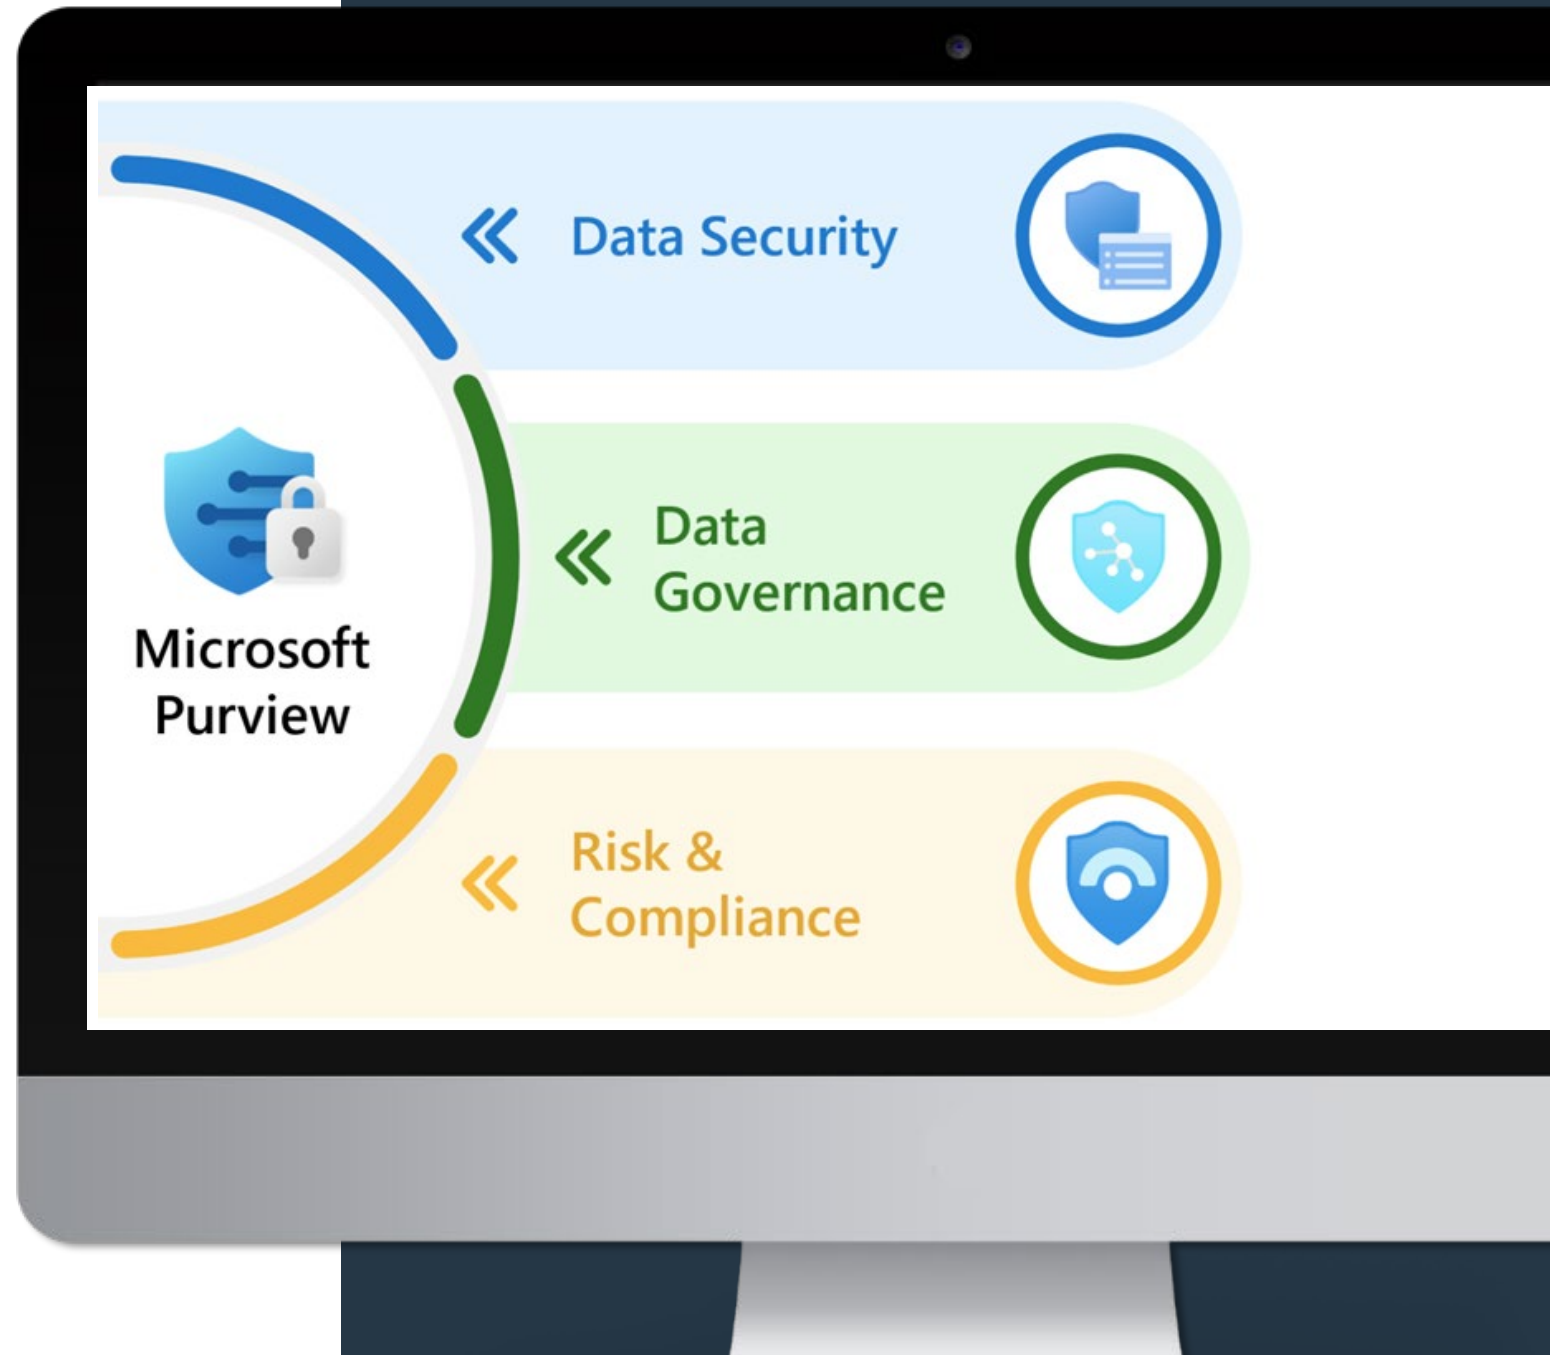 Data Security
Data
Governance
Microsoft
Purview
Risk &
Compliance